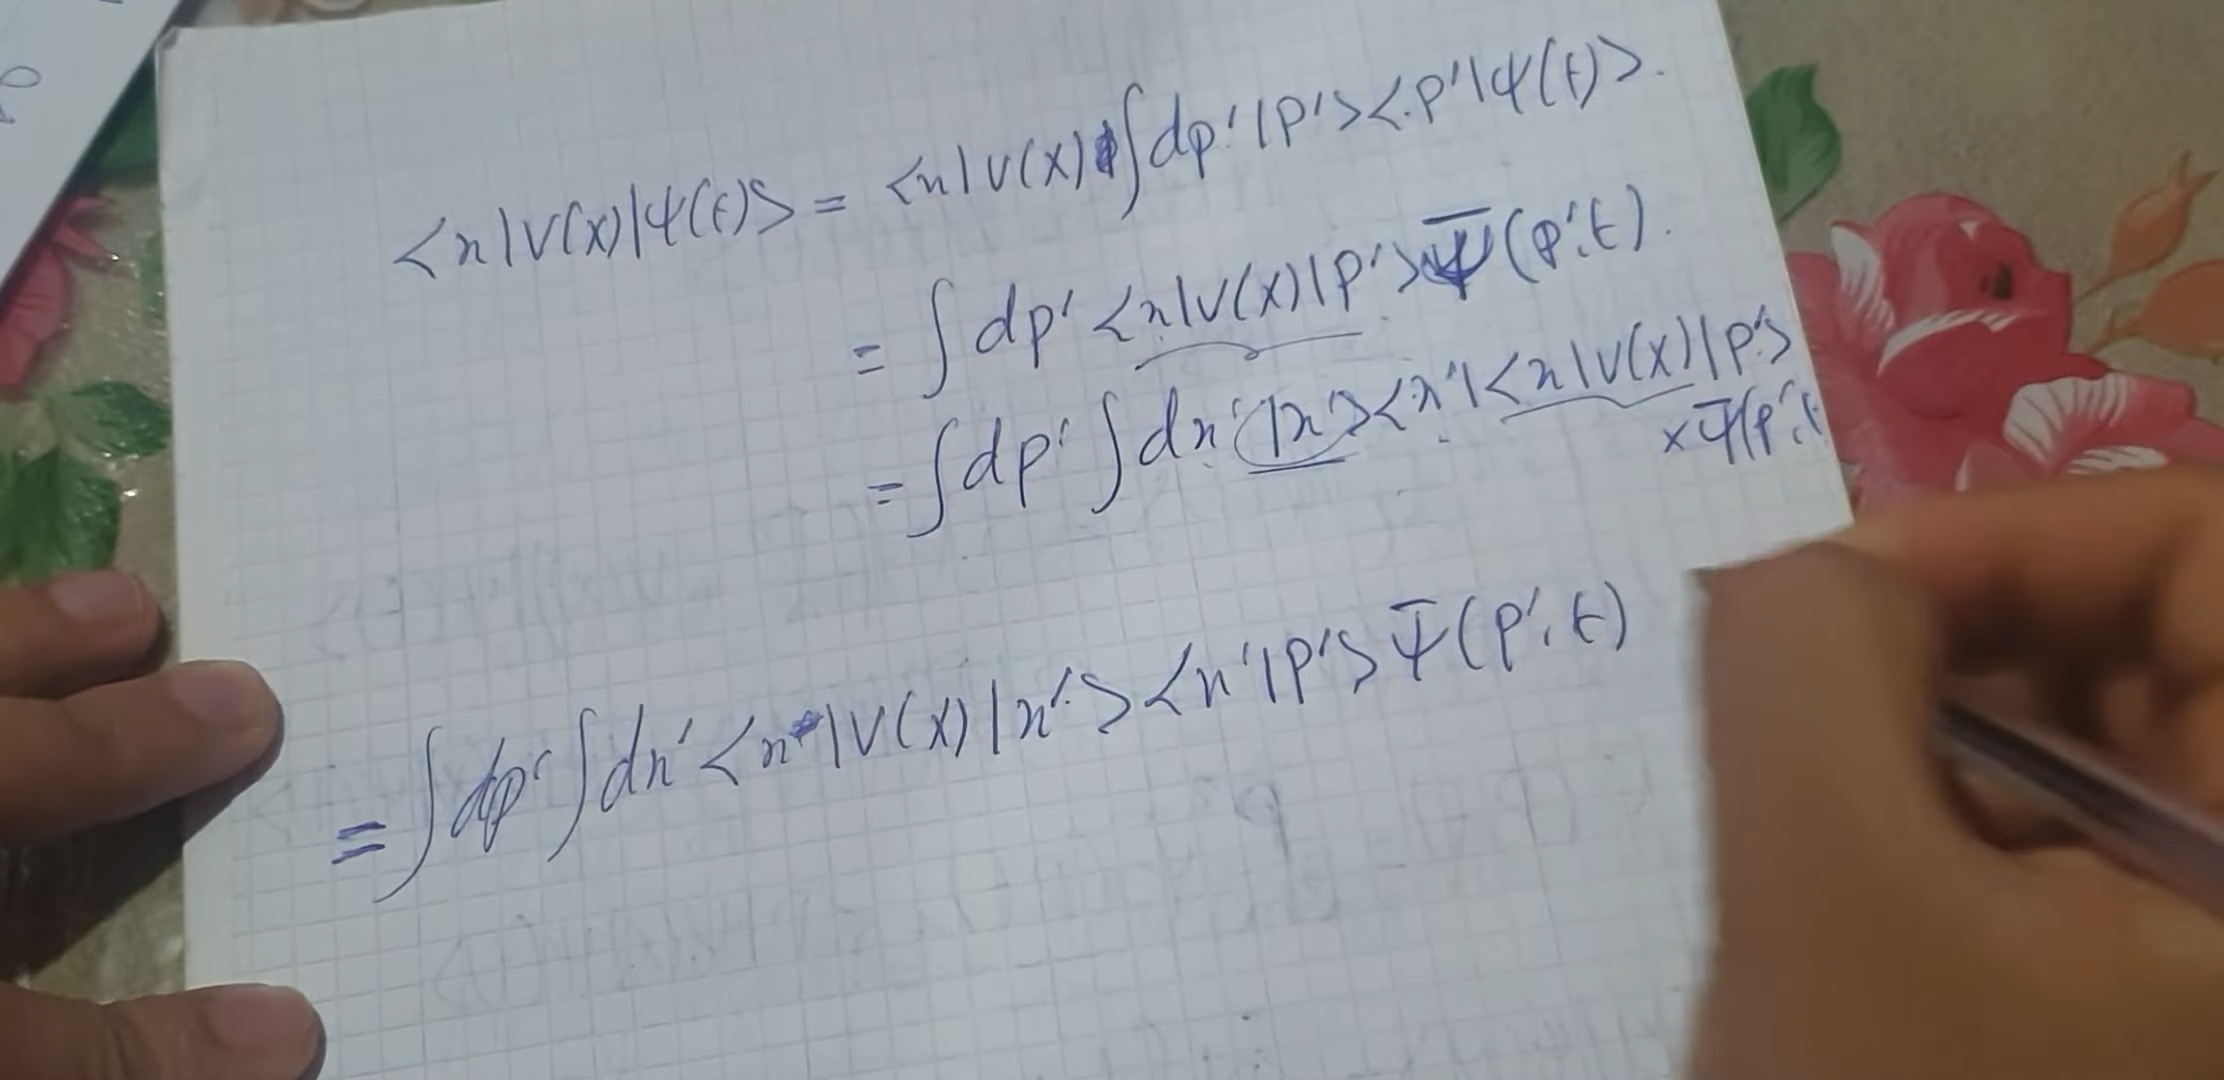 <x|V(X)|ψ(t)> = <x|V(X) ∫dp'|p'><p'|ψ(t)>.
= ∫dp' <x|V(X)|p'> Ψ̄(p',t).
= ∫dp' ∫dx' |x'><x'|<x|V(X)|p'>
× Ψ̄(p',t
= ∫dp' ∫dx' <x|V(X)|x'><x'|p'> Ψ̄(p',t)